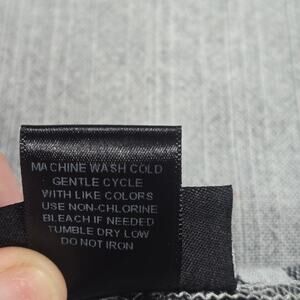 MACHINE WASH COLD
GENTLE CYCLE
WITH LIKE COLORS
USE NON-CHLORINE
BLEACH IF NEEDED
TUMBLE DRY LOW
DO NOT IRON